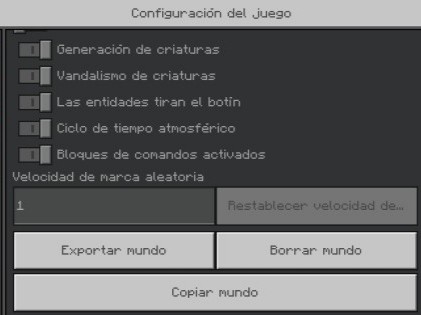 Configuración del juego
Generación de criaturas
Vandalismo de criaturas
Las entidades tiran el botín
Ciclo de tiempo atmosférico
Bloques de comandos activados
Velocidad de marca aleatoria
1
Restablecer velocidad de...
Exportar mundo
Borrar mundo
Copiar mundo